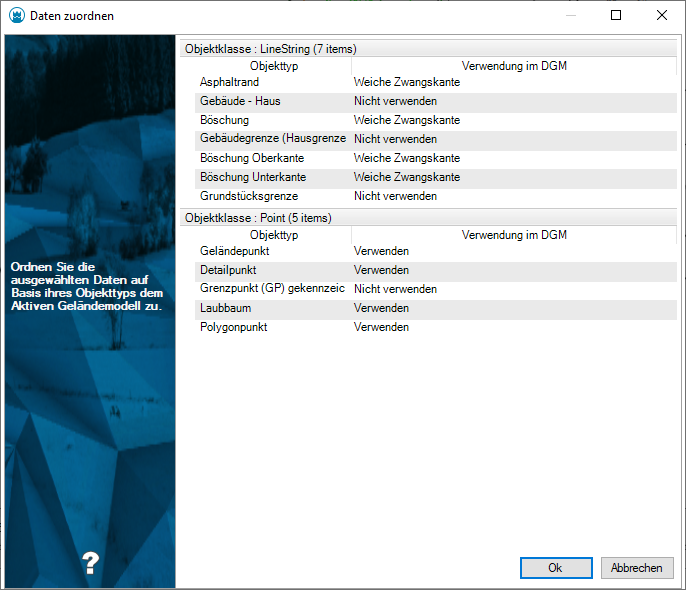 Daten zuordnen
Ordnen Sie die
ausgewählten Daten auf
Basis ihres Objekttyps dem
Aktiven Geländemodell zu.
?
Objektklasse : LineString (7 items)
Objekttyp Verwendung im DGM
Asphaltrand Weiche Zwangskante
Gebäude - Haus Nicht verwenden
Böschung Weiche Zwangskante
Gebäudegrenze (Hausgrenze Nicht verwenden
Böschung Oberkante Weiche Zwangskante
Böschung Unterkante Weiche Zwangskante
Grundstücksgrenze Nicht verwenden
Objektklasse : Point (5 items)
Objekttyp Verwendung im DGM
Geländepunkt Verwenden
Detailpunkt Verwenden
Grenzpunkt (GP) gekennzeic Nicht verwenden
Laubbaum Verwenden
Polygonpunkt Verwenden
Ok Abbrechen